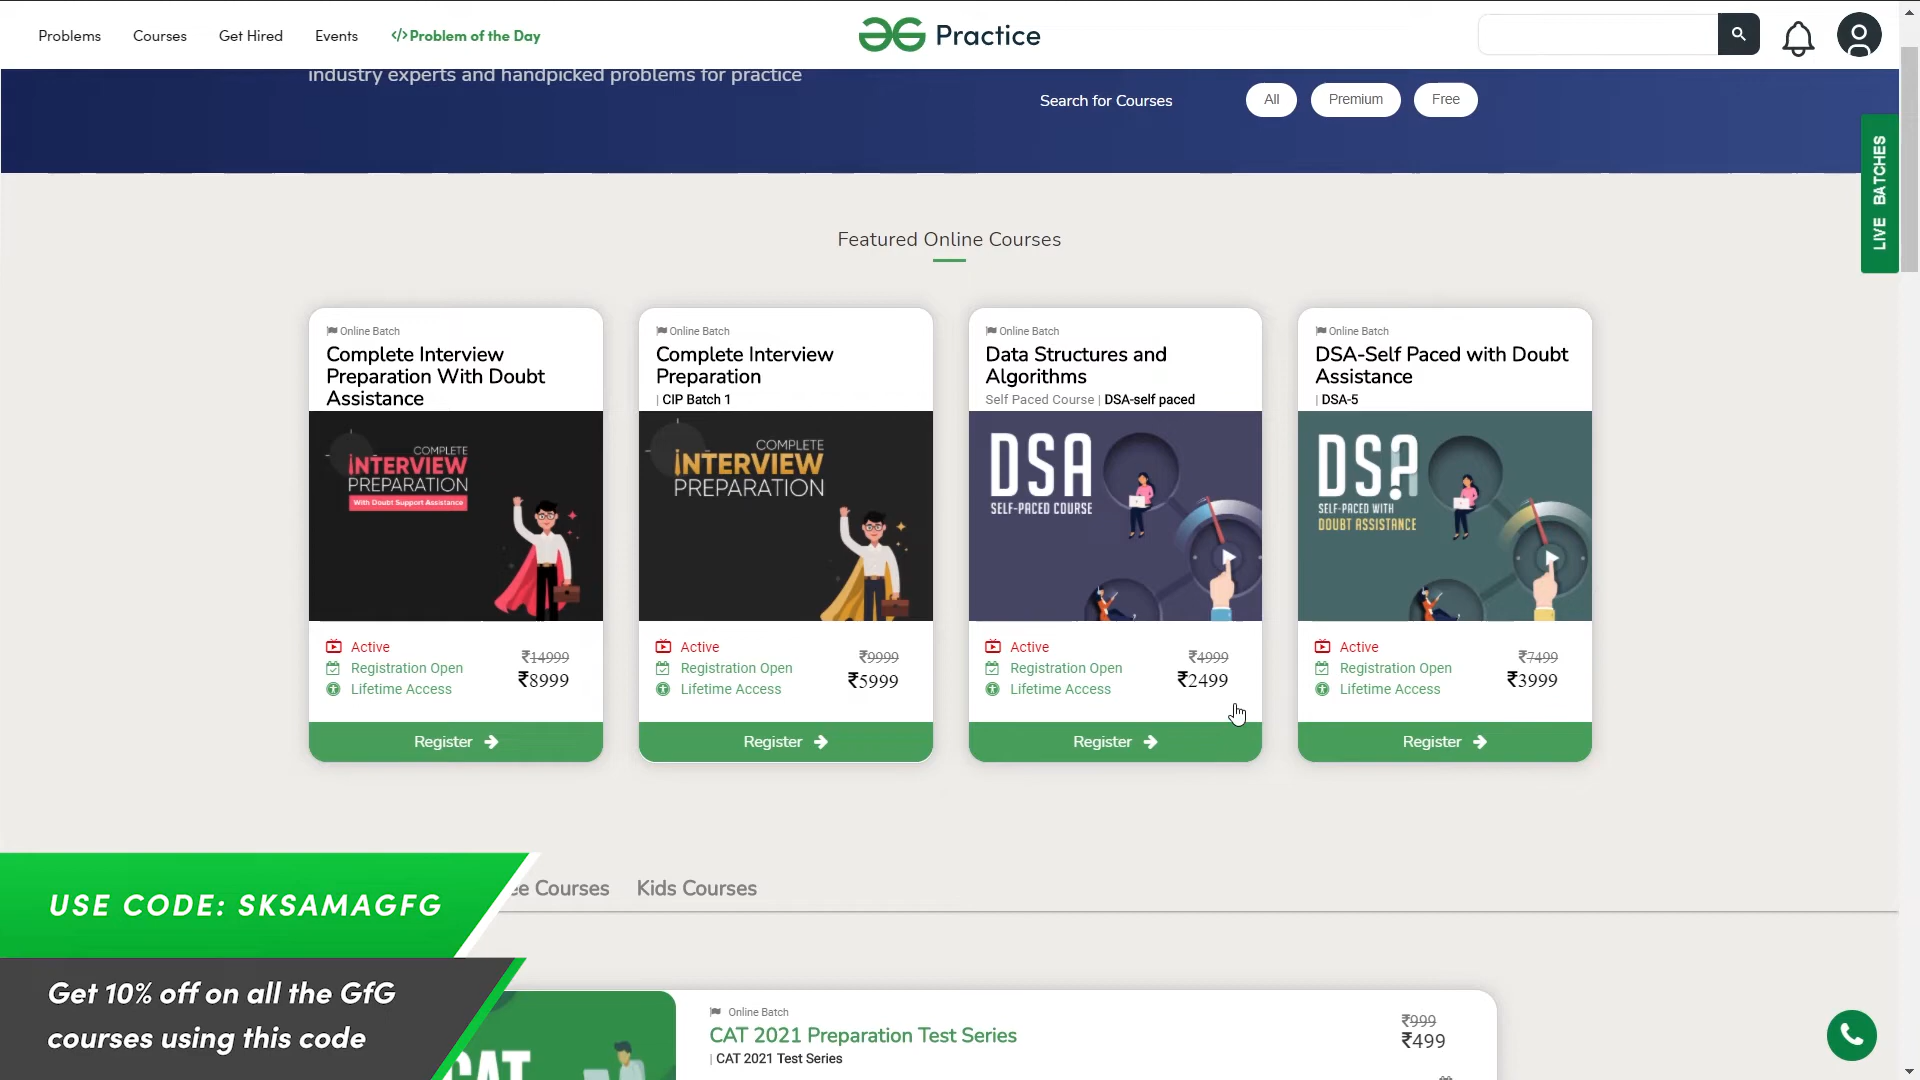 Problems
Courses
Get Hired
Events
</>Problem of the Day
Practice
industry experts and handpicked problems for practice
Search for Courses
All
Premium
Free
LIVE BATCHES
Featured Online Courses
Online Batch
Complete Interview
Preparation With Doubt
Assistance
COMPLETE
INTERVIEW
PREPARATION
With Doubt Support Assistance
Active
Registration Open
Lifetime Access
₹14999
₹8999
Register
Online Batch
Complete Interview
Preparation
| CIP Batch 1
COMPLETE
INTERVIEW
PREPARATION
Active
Registration Open
Lifetime Access
₹9999
₹5999
Register
Online Batch
Data Structures and
Algorithms
Self Paced Course | DSA-self paced
DSA
SELF-PACED COURSE
Active
Registration Open
Lifetime Access
₹4999
₹2499
Register
Online Batch
DSA-Self Paced with Doubt
Assistance
| DSA-5
DS?
SELF-PACED WITH
DOUBT ASSISTANCE
Active
Registration Open
Lifetime Access
₹7499
₹3999
Register
Courses
Kids Courses
USE CODE: SKSAMAGFG
Get 10% off on all the GfG
courses using this code
CAT
Online Batch
CAT 2021 Preparation Test Series
| CAT 2021 Test Series
₹999
₹499